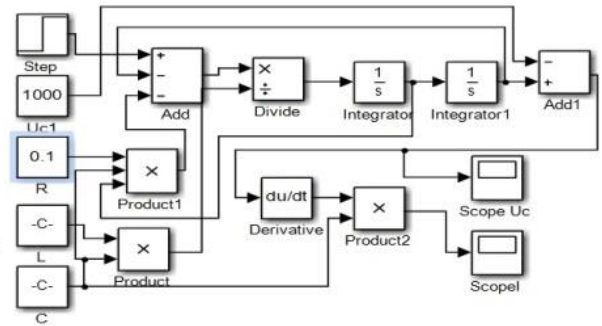 Step
1000
Uc1
0.1
R
-C-
L
-C-
C
+
−
−
Add
×
÷
Divide
1
s
Integrator
1
s
Integrator1
−
+
Add1
×
Product1
×
Product
du/dt
Derivative
×
Product2
Scope Uc
ScopeI